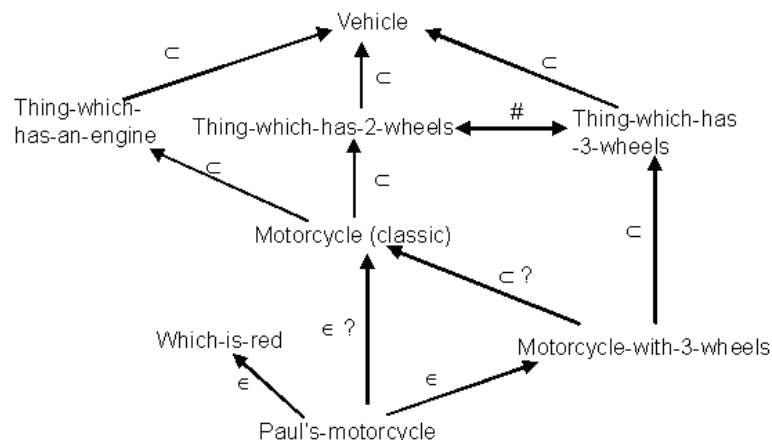 Vehicle
⊂
⊂
⊂
Thing-which-
has-an-engine
Thing-which-has-2-wheels
#
Thing-which-has
-3-wheels
⊂
⊂
⊂
Motorcycle (classic)
⊂ ?
∈ ?
Which-is-red
Motorcycle-with-3-wheels
∈
∈
Paul's-motorcycle